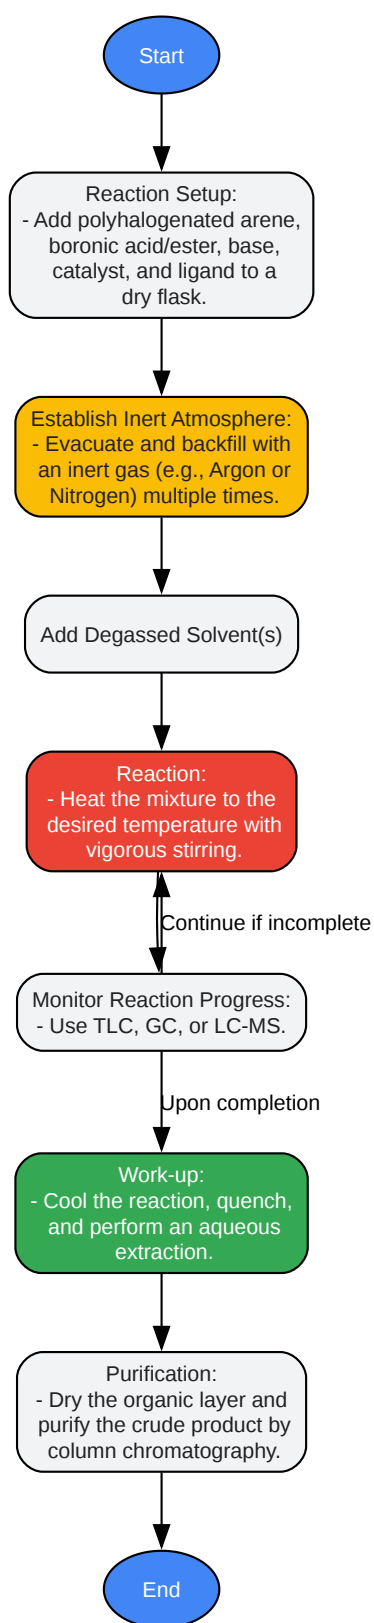 Start
Reaction Setup:
- Add polyhalogenated arene,
boronic acid/ester, base,
catalyst, and ligand to a
dry flask.
Establish Inert Atmosphere:
- Evacuate and backfill with
an inert gas (e.g., Argon or
Nitrogen) multiple times.
Add Degassed Solvent(s)
Reaction:
- Heat the mixture to the
desired temperature with
vigorous stirring.
Continue if incomplete
Monitor Reaction Progress:
- Use TLC, GC, or LC-MS.
Upon completion
Work-up:
- Cool the reaction, quench,
and perform an aqueous
extraction.
Purification:
- Dry the organic layer and
purify the crude product by
column chromatography.
End